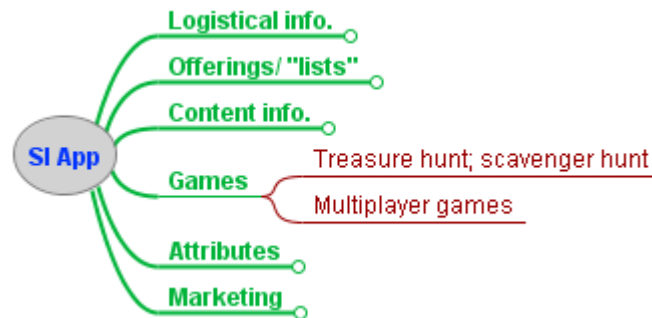 Logistical info.
Offerings/ "lists"
Content info.
SI App
Games
Treasure hunt; scavenger hunt
Multiplayer games
Attributes
Marketing